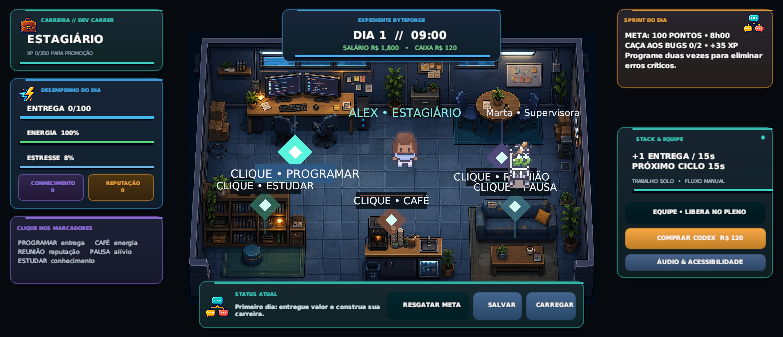 CARREIRA // DEV CARRER
ESTAGIÁRIO
XP 0/350 PARA PROMOÇÃO
DESEMPENHO DO DIA
ENTREGA 0/100
ENERGIA 100%
ESTRESSE 8%
CONHECIMENTO
0
REPUTAÇÃO
0
CLIQUE NOS MARCADORES
PROGRAMAR entrega CAFÉ energia
REUNIÃO reputação PAUSA alívio
ESTUDAR conhecimento
EXPEDIENTE BYTEFORGE
DIA 1 // 09:00
SALÁRIO R$ 1,800 • CAIXA R$ 120
ALEX • ESTAGIÁRIO
Marta • Supervisora
CLIQUE • PROGRAMAR
CLIQUE • ESTUDAR
CLIQUE • CAFÉ
CLIQUE
CLIQUE PAUSA
STATUS ATUAL
Primeiro dia: entregue valor e construa sua
carreira.
RESGATAR META
SALVAR
CARREGAR
SPRINT DO DIA
META: 100 PONTOS • 8h00
CAÇA AOS BUGS 0/2 • +35 XP
Programe duas vezes para eliminar
erros críticos.
STACK & EQUIPE
+1 ENTREGA / 15s
PRÓXIMO CICLO 15s
TRABALHO SOLO • FLUXO MANUAL
EQUIPE • LIBERA NO PLENO
COMPRAR CODEX R$ 120
ÁUDIO & ACESSIBILIDADE